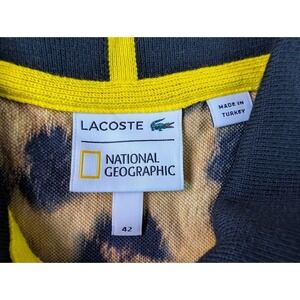 LACOSTE
NATIONAL
GEOGRAPHIC
MADE IN
TURKEY
42